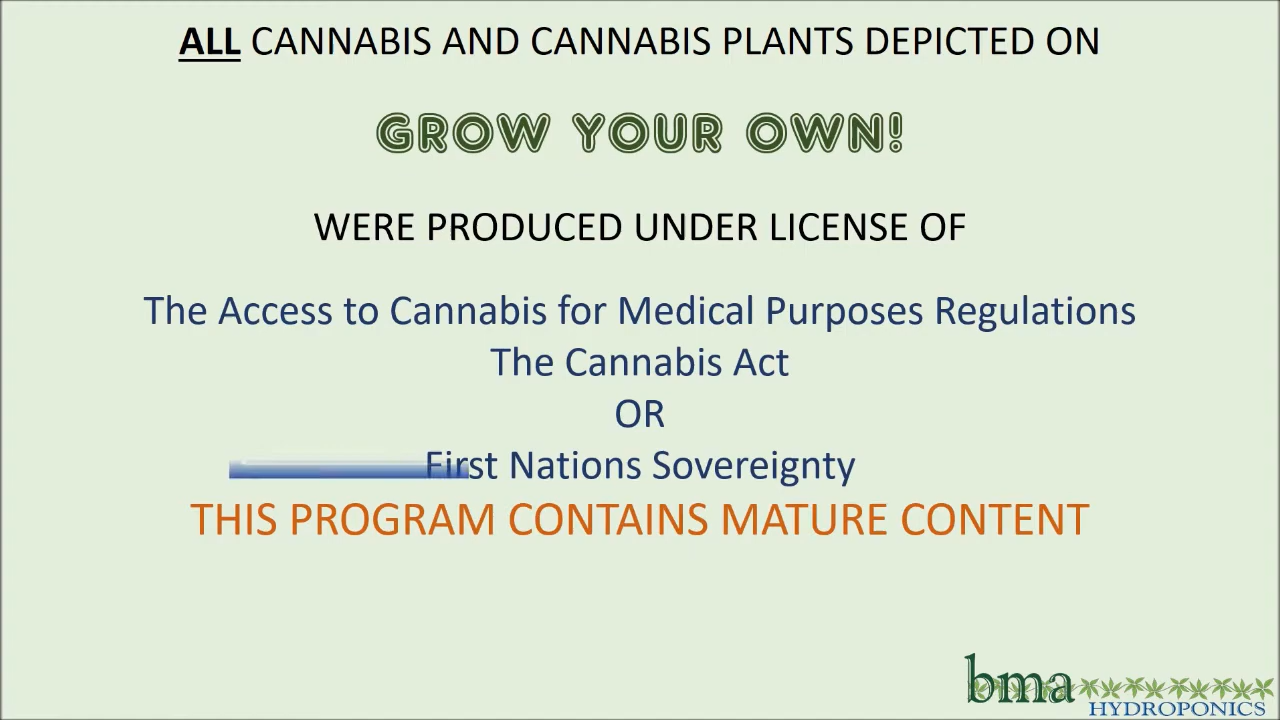 ALL CANNABIS AND CANNABIS PLANTS DEPICTED ON
GROW YOUR OWN!
WERE PRODUCED UNDER LICENSE OF
The Access to Cannabis for Medical Purposes Regulations
The Cannabis Act
OR
First Nations Sovereignty
THIS PROGRAM CONTAINS MATURE CONTENT
bma
HYDROPONICS